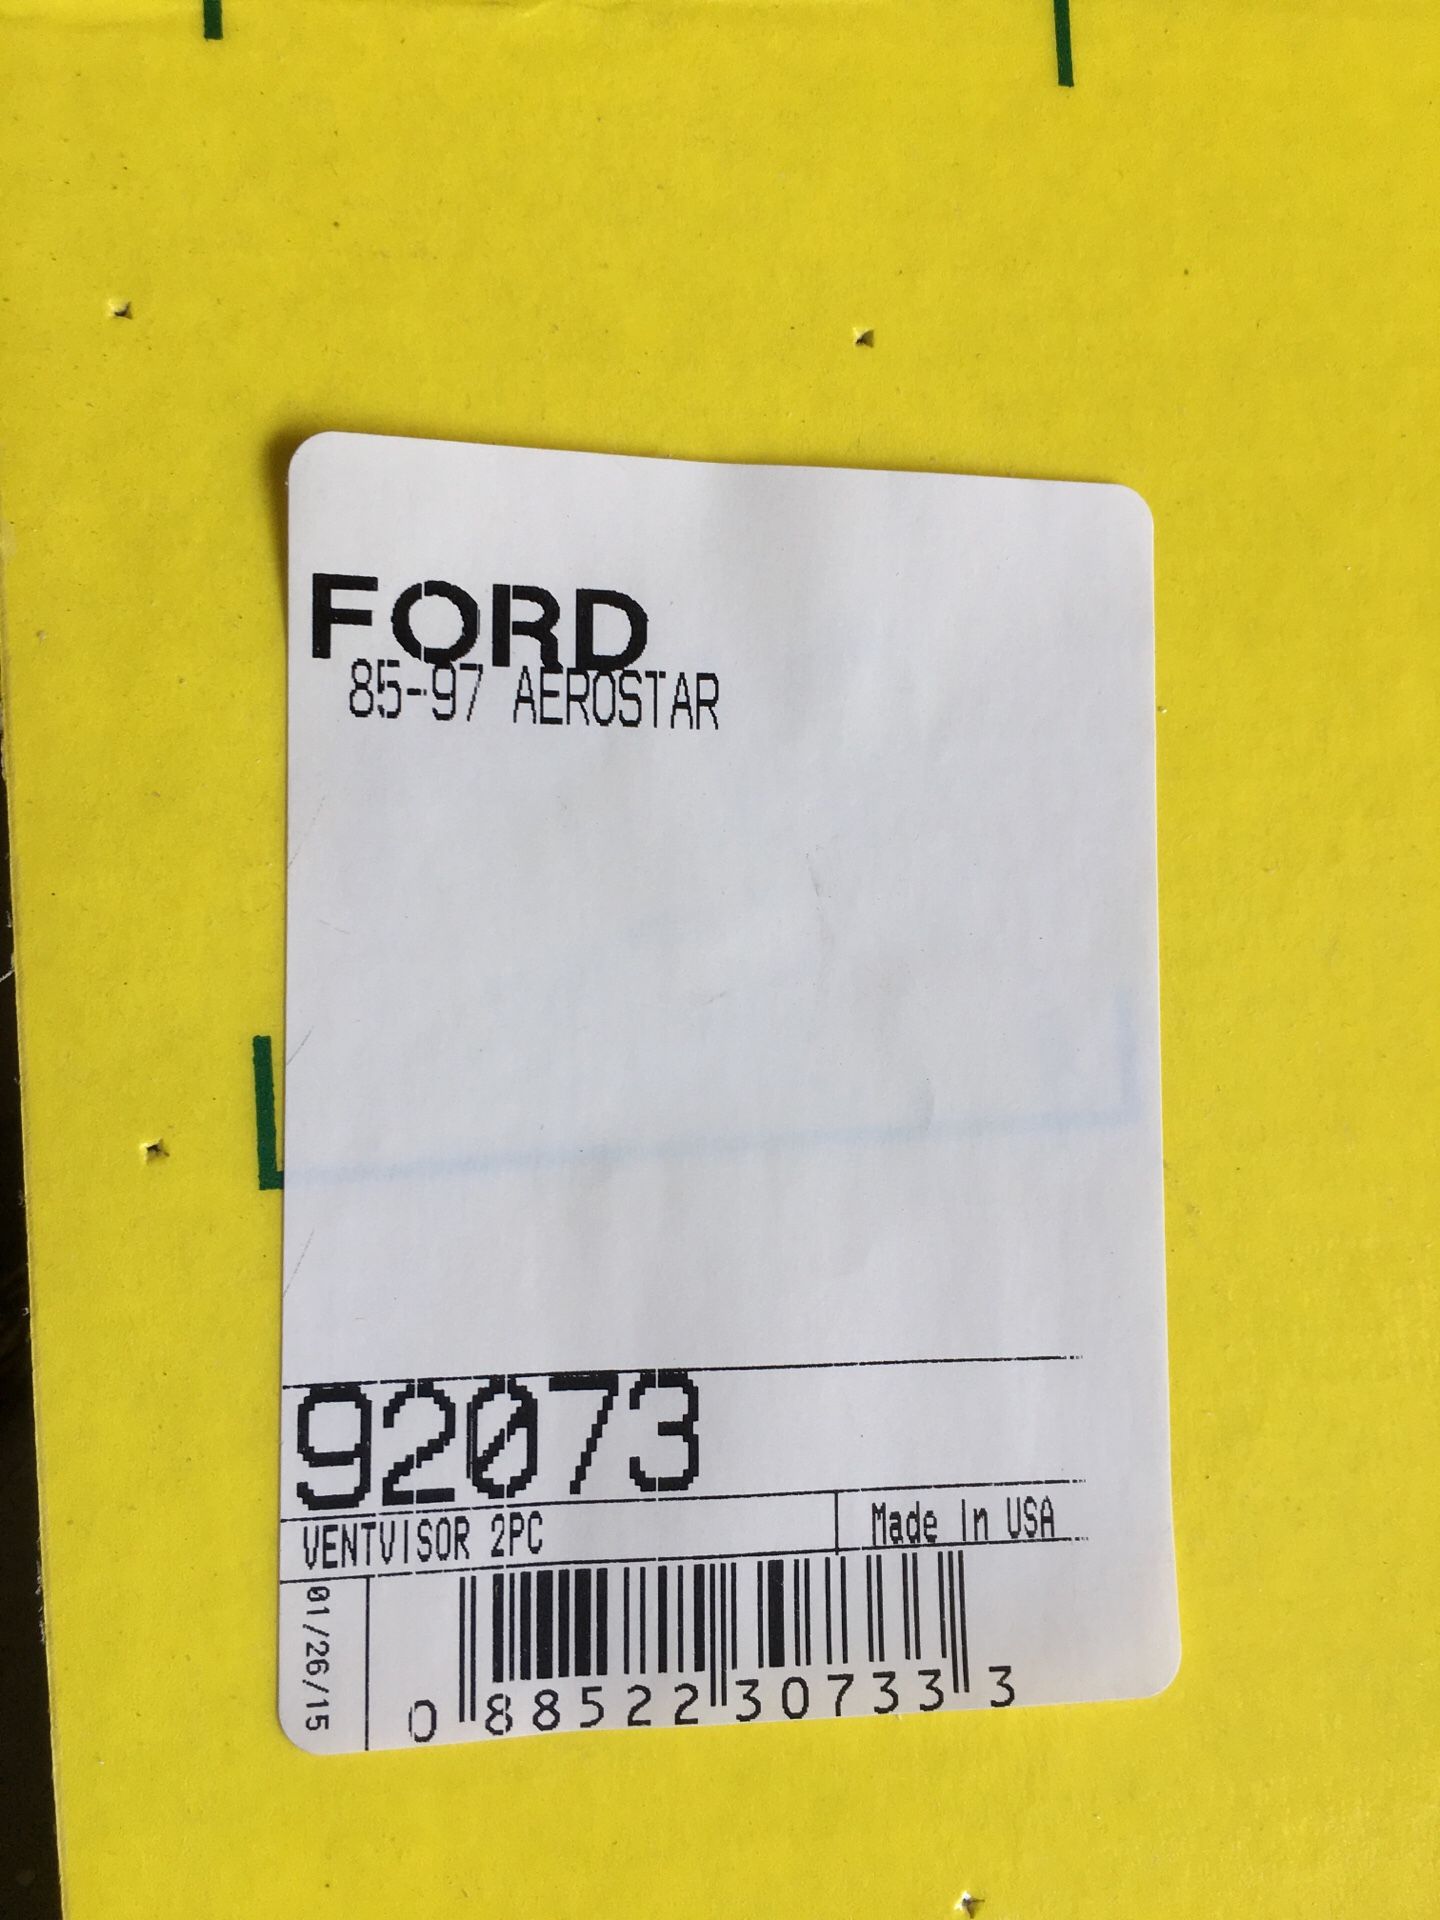 FORD
85-97 AEROSTAR
92073
VENTVISOR 2PC
Made In USA
01/26/15
0 88522 30733 3